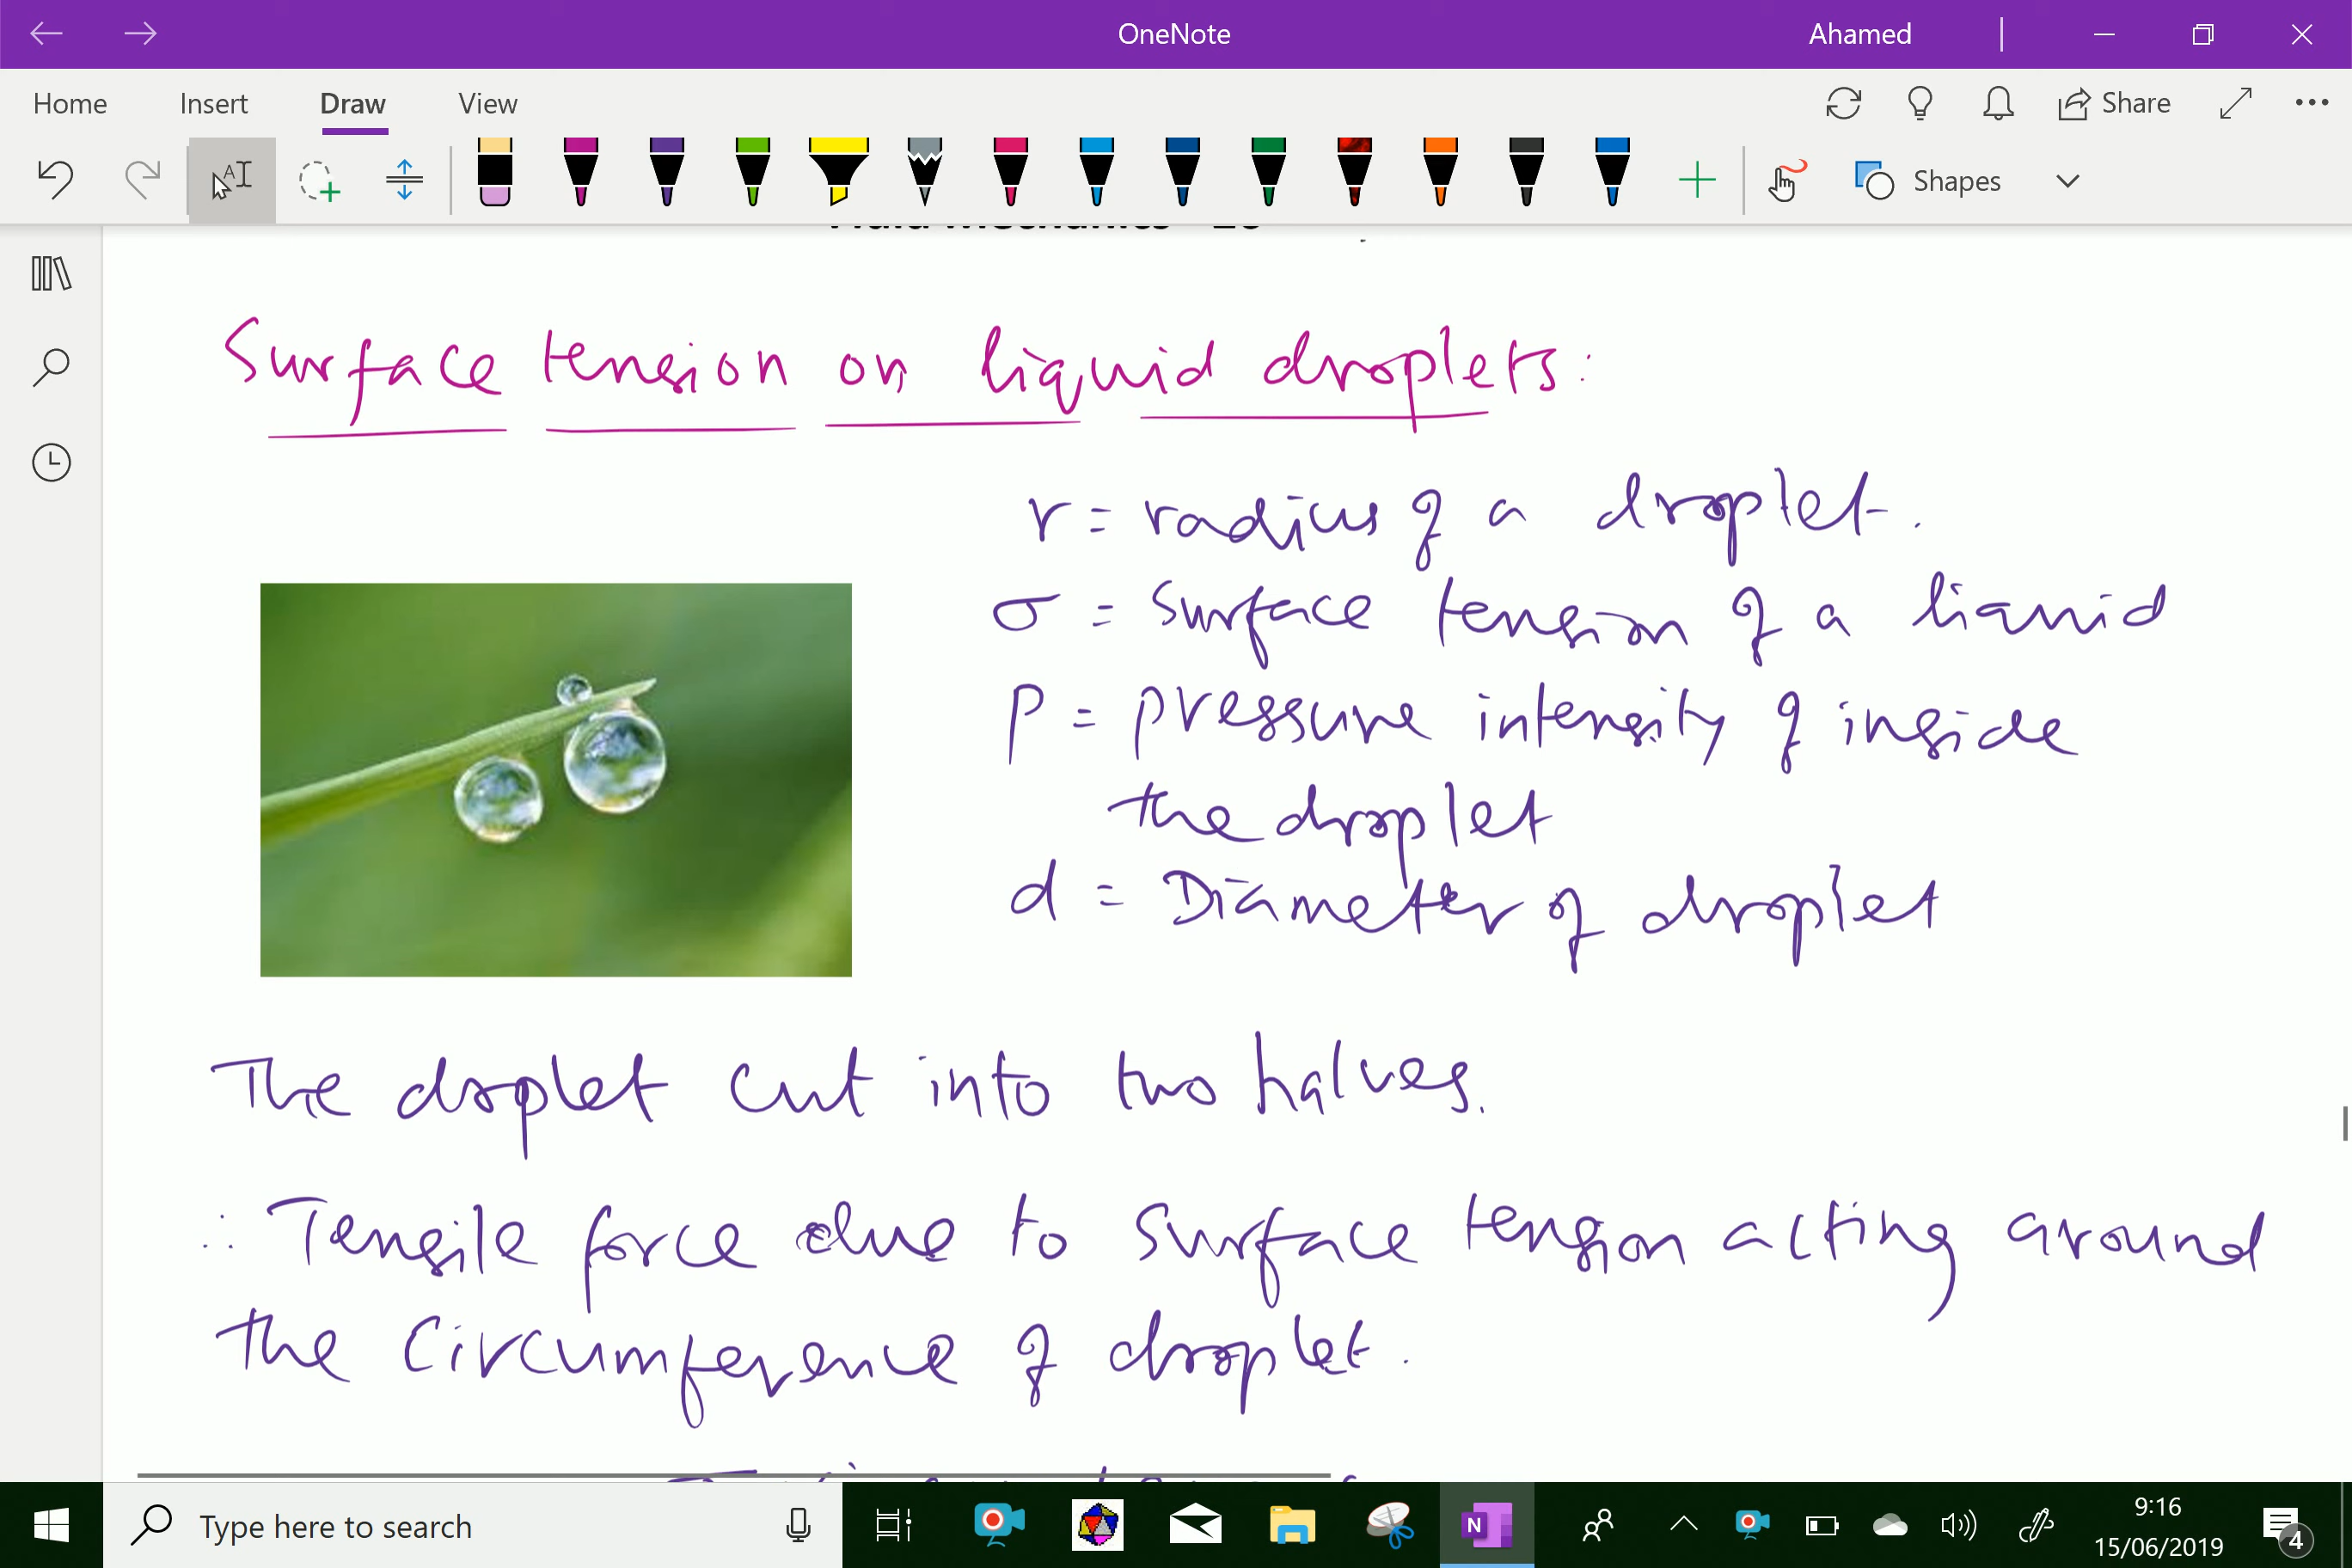 OneNote
Ahamed
Home Insert Draw View
Share
Shapes
Surface tension on liquid droplets:
r = radius of a droplet.
σ = Surface tension of a liquid
P = pressure intensity of inside
the droplet
d = Diameter of droplet
The droplet cut into two halves.
∴ Tensile force due to surface tension acting around
the Circumference of droplet.
Type here to search
N
9:16
15/06/2019
4